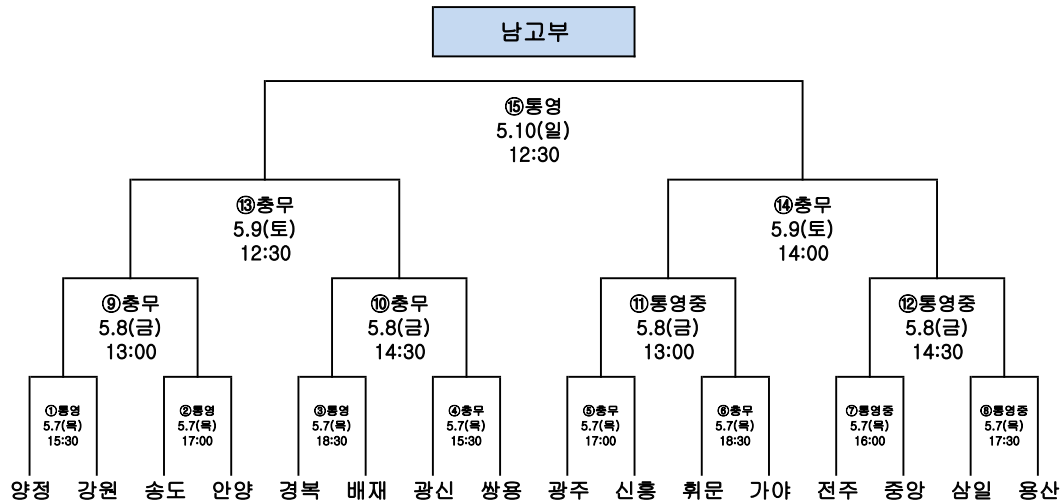 남고부
⑮통영
5.10(일)
12:30
⑬충무
5.9(토)
12:30
⑭충무
5.9(토)
14:00
⑨충무
5.8(금)
13:00
⑩충무
5.8(금)
14:30
⑪통영중
5.8(금)
13:00
⑫통영중
5.8(금)
14:30
①통영
5.7(목)
15:30
②통영
5.7(목)
17:00
③통영
5.7(목)
18:30
④충무
5.7(목)
15:30
⑤충무
5.7(목)
17:00
⑥충무
5.7(목)
18:30
⑦통영중
5.7(목)
16:00
⑧통영중
5.7(목)
17:30
양정 강원 송도 안양 경복 배재 광신 쌍용 광주 신흥 휘문 가야 전주 중앙 삼일 용산